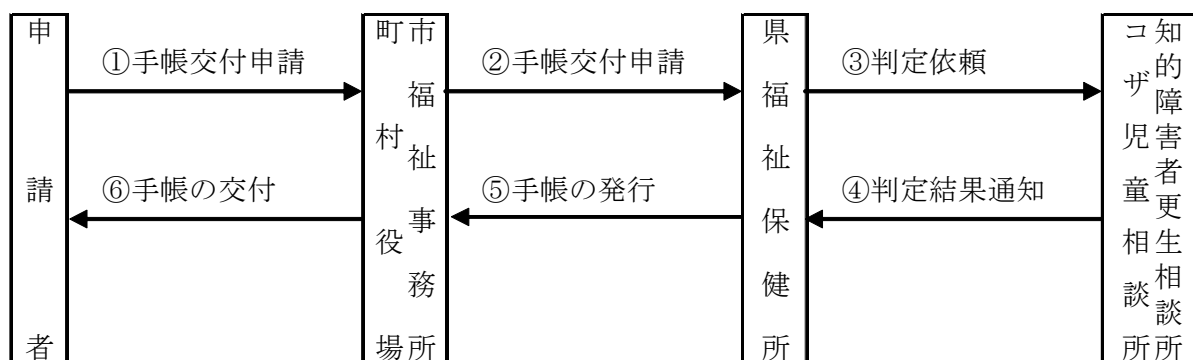 申請者
①手帳交付申請
⑥手帳の交付
市福祉事務所
町村役場
②手帳交付申請
⑤手帳の発行
県福祉保健所
③判定依頼
④判定結果通知
知的障害者更生相談所
コザ児童相談所